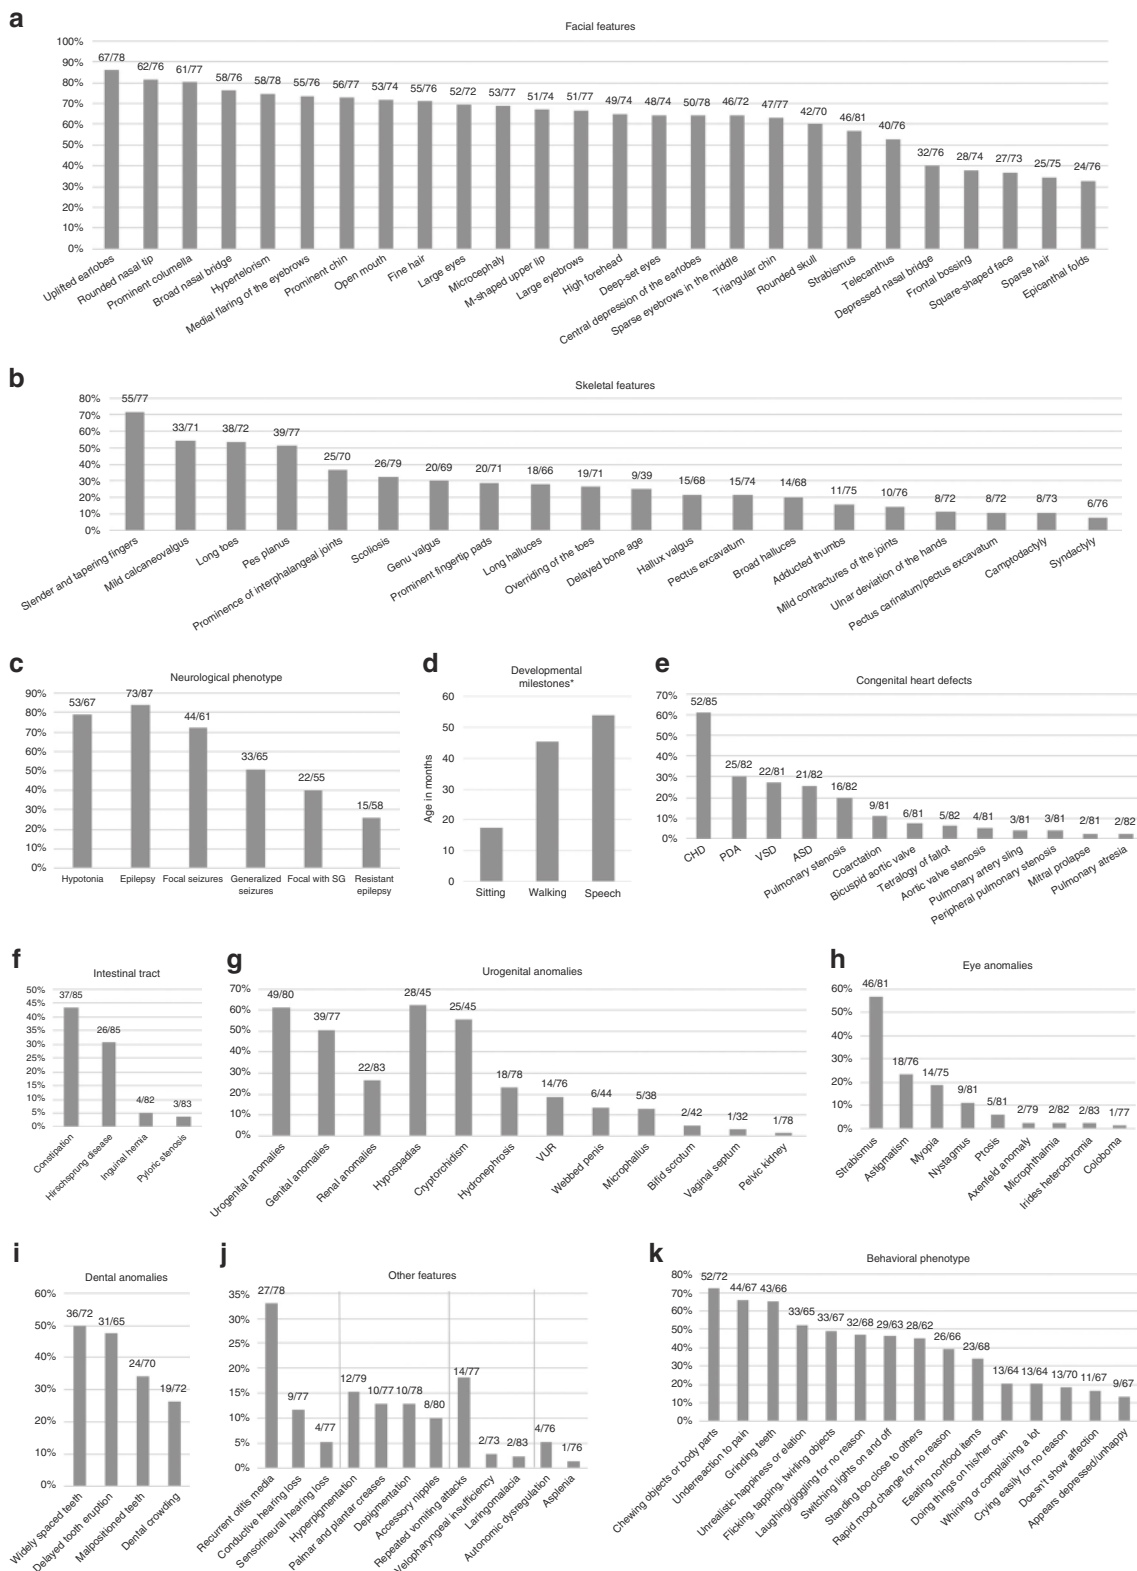 a
Facial features
100%
90%
80%
70%
60%
50%
40%
30%
20%
10%
0%
67/78 62/76 61/77 58/76 58/78 55/76 56/77 53/74 55/76 52/72 53/77 51/74 51/77 49/74 48/74 50/78 46/72 47/77 42/70 46/81 40/76 32/76 28/74 27/73 25/75 24/76
Uplifted earlobes
Rounded nasal tip
Prominent columella
Broad nasal bridge
Hypertelorism
Medial flaring of the eyebrows
Prominent chin
Open mouth
Fine hair
Large eyes
Microcephaly
M-shaped upper lip
Large eyebrows
High forehead
Deep-set eyes
Central depression of the earlobes
Sparse eyebrows in the middle
Triangular chin
Rounded skull
Strabismus
Telecanthus
Depressed nasal bridge
Frontal bossing
Square-shaped face
Sparse hair
Epicanthal folds
b
Skeletal features
80%
70%
60%
50%
40%
30%
20%
10%
0%
55/77 33/71 38/72 39/77 25/70 26/79 20/69 20/71 18/66 19/71 9/39 15/68 15/74 14/68 11/75 10/76 8/72 8/72 8/73 6/76
Slender and tapering fingers
Mild calcaneovalgus
Long toes
Pes planus
Prominence of interphalangeal joints
Scoliosis
Genu valgus
Prominent fingertip pads
Long halluces
Overriding of the toes
Delayed bone age
Hallux valgus
Pectus excavatum
Broad halluces
Adducted thumbs
Mild contractures of the joints
Ulnar deviation of the hands
Pectus carinatum/pectus excavatum
Camptodactyly
Syndactyly
c
Neurological phenotype
90%
80%
70%
60%
50%
40%
30%
20%
10%
0%
53/67 73/87 44/61 33/65 22/55 15/58
Hypotonia
Epilepsy
Focal seizures
Generalized
seizures
Focal with SG
Resistant
epilepsy
d
Developmental
milestones*
Age in months
60
50
40
30
20
10
0
Sitting
Walking
Speech
e
Congenital heart defects
70%
60%
50%
40%
30%
20%
10%
0%
52/85 25/82 22/81 21/82 16/82 9/81 6/81 5/82 4/81 3/81 3/81 2/81 2/82
CHD
PDA
VSD
ASD
Pulmonary stenosis
Coarctation
Bicuspid aortic valve
Tetralogy of fallot
Aortic valve stenosis
Pulmonary artery sling
Peripheral pulmonary stenosis
Mitral prolapse
Pulmonary atresia
f
Intestinal tract
50%
45%
40%
35%
30%
25%
20%
15%
10%
5%
0%
37/85 26/85 4/82 3/83
Constipation
Hirschsprung disease
Inguinal hernia
Pyloric stenosis
g
Urogenital anomalies
70%
60%
50%
40%
30%
20%
10%
0%
49/80 39/77 22/83 28/45 25/45 18/78 14/76 6/44 5/38 2/42 1/32 1/78
Urogenital anomalies
Genital anomalies
Renal anomalies
Hypospadias
Cryptorchidism
Hydronephrosis
VUR
Webbed penis
Microphallus
Bifid scrotum
Vaginal septum
Pelvic kidney
h
Eye anomalies
60%
50%
40%
30%
20%
10%
0%
46/81 18/76 14/75 9/81 5/81 2/79 2/82 2/83 1/77
Strabismus
Astigmatism
Myopia
Nystagmus
Ptosis
Axenfeld anomaly
Microphthalmia
Irides heterochromia
Coloboma
i
Dental anomalies
60%
50%
40%
30%
20%
10%
0%
36/72 31/65 24/70 19/72
Widely spaced teeth
Delayed tooth eruption
Malpositioned teeth
Dental crowding
j
Other features
35%
30%
25%
20%
15%
10%
5%
0%
27/78 9/77 4/77 12/79 10/77 10/78 8/80 14/77 2/73 2/83 4/76 1/76
Recurrent otitis media
Conductive hearing loss
Sensorineural hearing loss
Hyperpigmentation
Palmar and plantar creases
Depigmentation
Accessory nipples
Repeated vomiting attacks
Velopharyngeal insufficiency
Laringomalacia
Autonomic dysregulation
Asplenia
k
Behavioral phenotype
80%
70%
60%
50%
40%
30%
20%
10%
0%
52/72 44/67 43/66 33/65 33/67 32/68 29/63 28/62 26/66 23/68 13/64 13/64 13/70 11/67 9/67
Chewing objects or body parts
Underreaction to pain
Grinding teeth
Unrealistic happiness or elation
Flicking, tapping, twirling objects
Laughing/giggling for no reason
Switching lights on and off
Standing too close to others
Rapid mood change for no reason
Eeating nonfood items
Doing things on his/her own
Whining or complaining a lot
Crying easily for no reason
Doesn't show affection
Appears depressed/unhappy